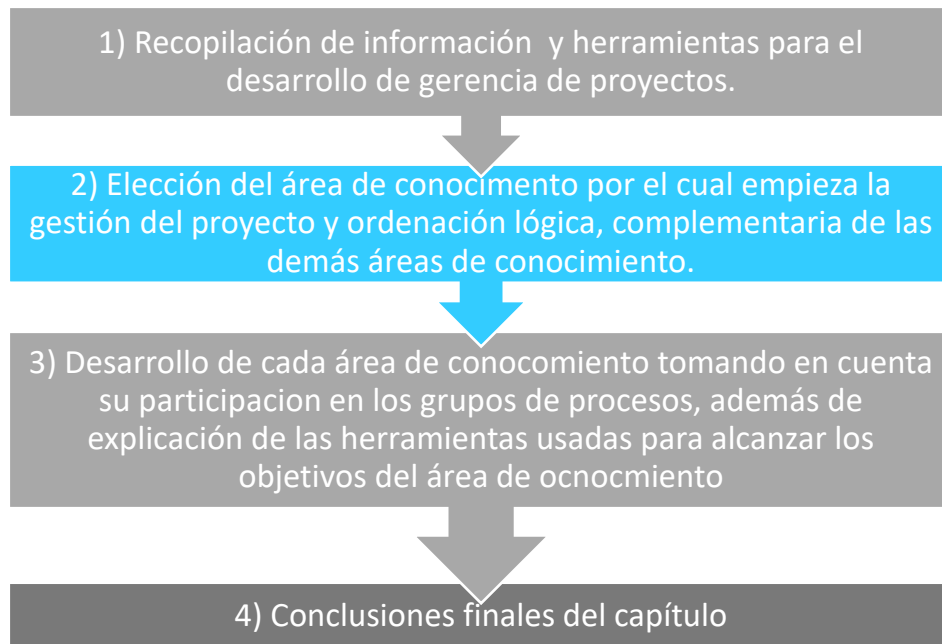 1) Recopilación de información  y herramientas para el
desarrollo de gerencia de proyectos.
2) Elección del área de conocimento por el cual empieza la
gestión del proyecto y ordenación lógica, complementaria de las
demás áreas de conocimiento.
3) Desarrollo de cada área de conocomiento tomando en cuenta
su participacion en los grupos de procesos, además de
explicación de las herramientas usadas para alcanzar los
objetivos del área de ocnocmiento
4) Conclusiones finales del capítulo